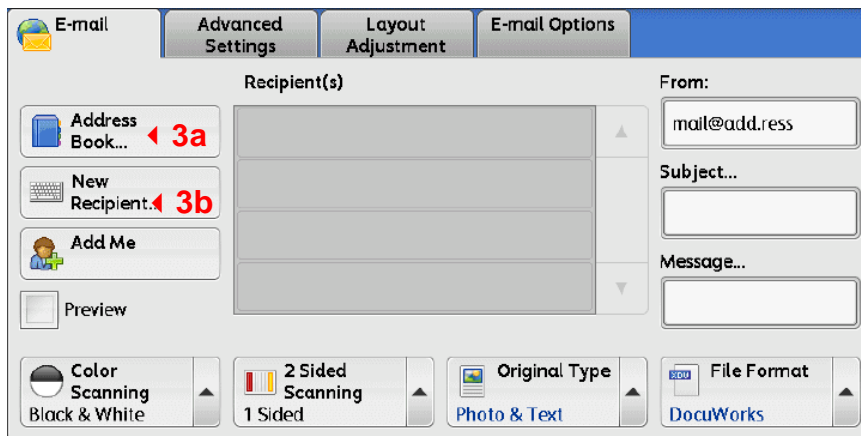 E-mail
Advanced
Settings
Layout
Adjustment
E-mail Options
Recipient(s)
From:
Address
Book...
3a
mail@add.ress
New
Recipient..
3b
Subject...
Add Me
Message...
Preview
Color
Scanning
Black & White
2 Sided
Scanning
1 Sided
Original Type
Photo & Text
XDW
File Format
DocuWorks